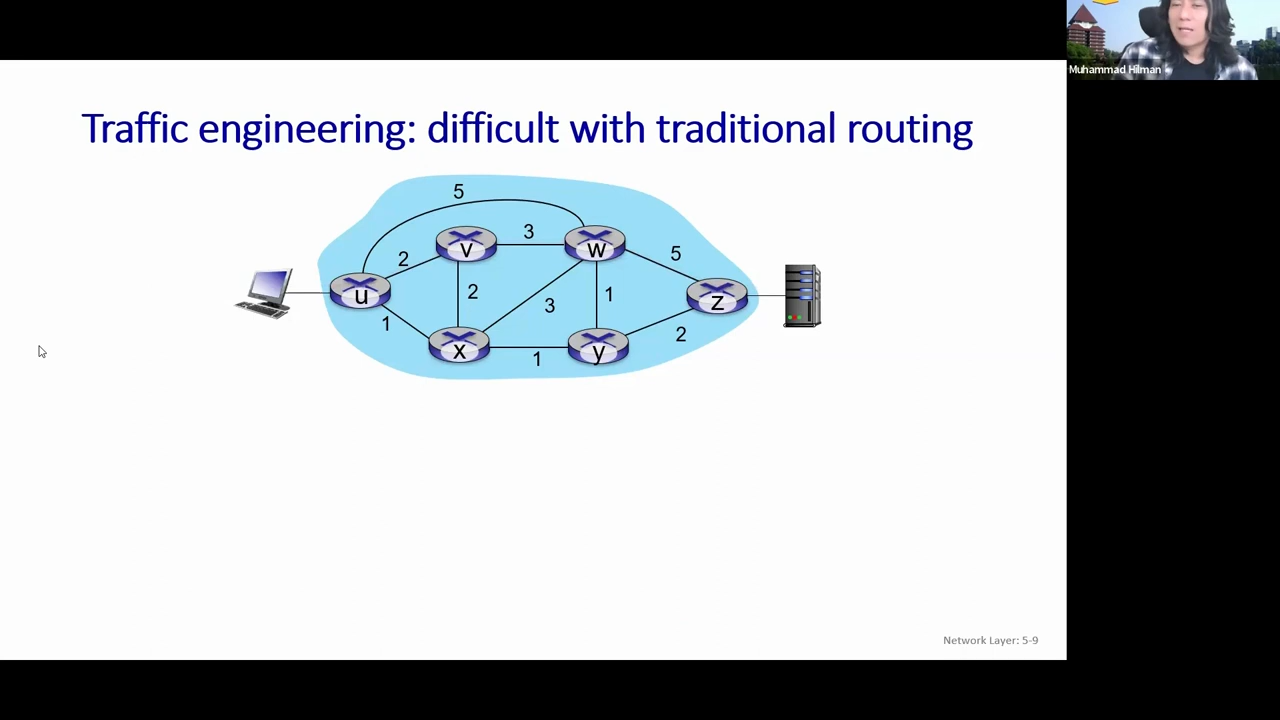 Muhammad Hilman
Traffic engineering: difficult with traditional routing
5
3
v
w
2
5
u
2
3
1
z
1
x
1
y
2
Network Layer: 5-9